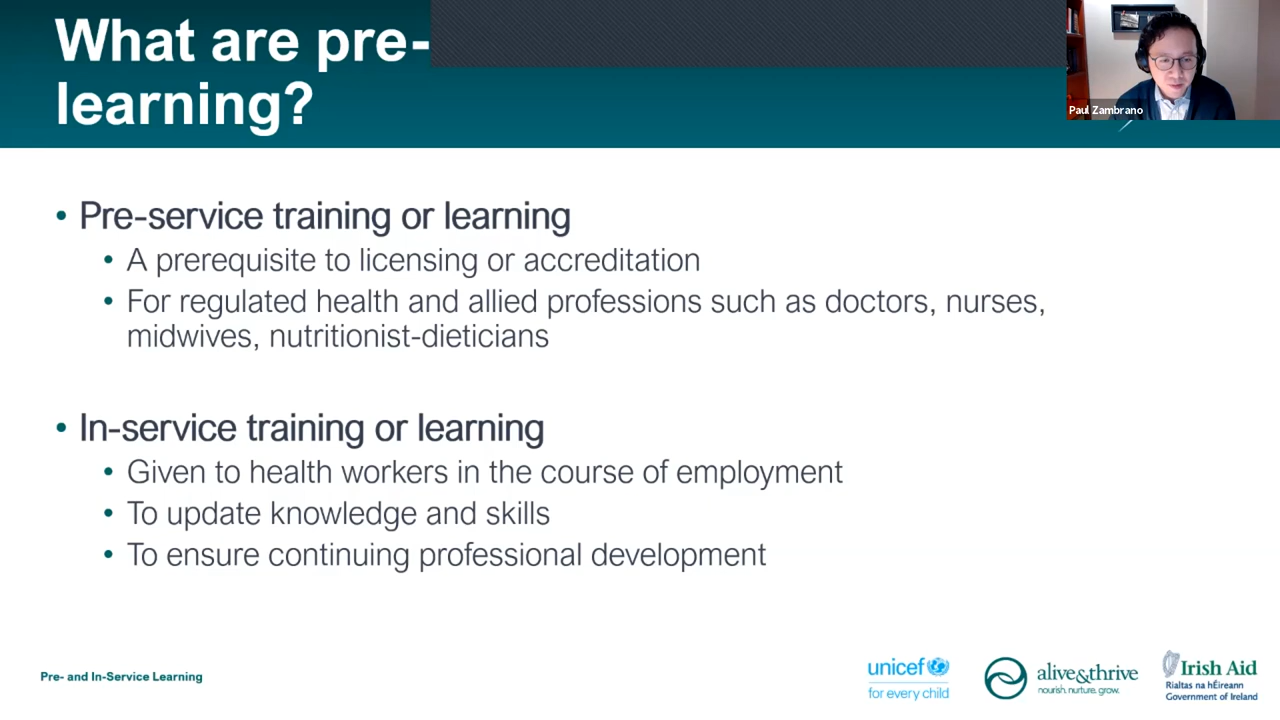 What are pre-
learning?
Paul Zambrano
• Pre-service training or learning
• A prerequisite to licensing or accreditation
• For regulated health and allied professions such as doctors, nurses,
midwives, nutritionist-dieticians
• In-service training or learning
• Given to health workers in the course of employment
• To update knowledge and skills
• To ensure continuing professional development
Pre- and In-Service Learning
unicef
for every child
alive&thrive
nourish. nurture. grow.
Irish Aid
Rialtas na hÉireann
Government of Ireland